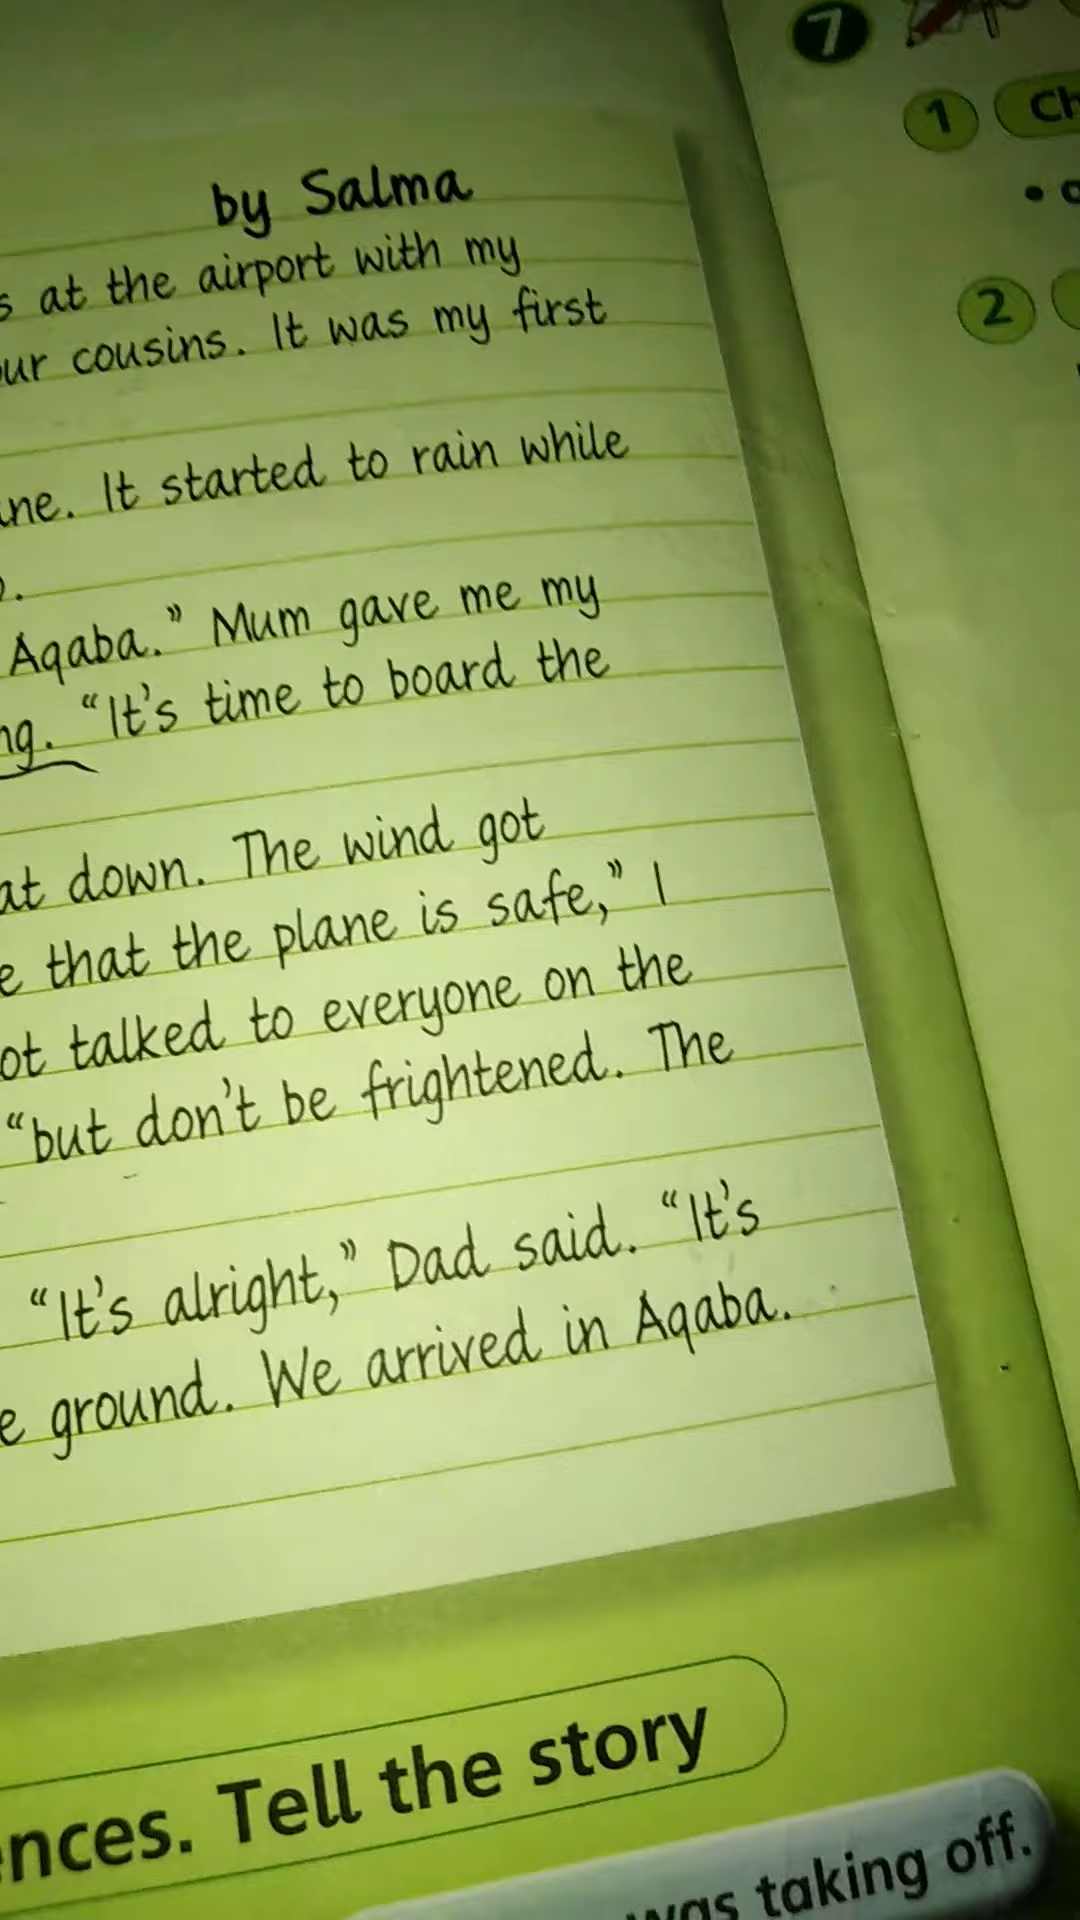 7
1 Ch
2
by Salma
s at the airport with my
our cousins. It was my first
ne. It started to rain while
Aqaba.” Mum gave me my
ng. “It's time to board the
at down. The wind got
e that the plane is safe,” I
ot talked to everyone on the
“but don't be frightened. The
“It's alright,” Dad said. “It's
e ground. We arrived in Aqaba.
nces. Tell the story
was taking off.